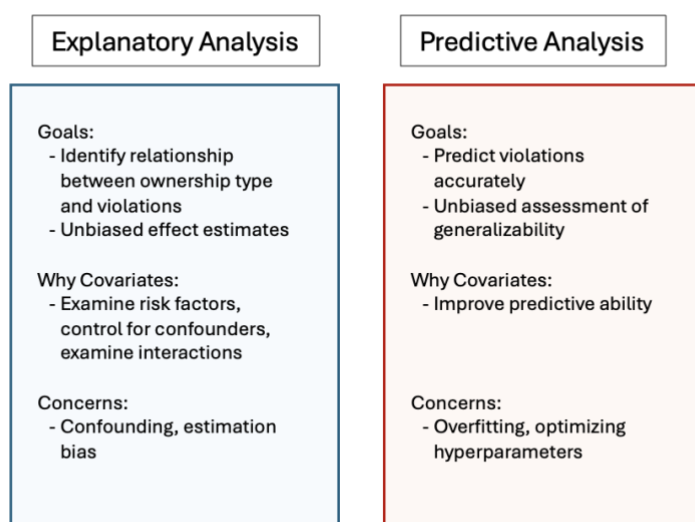 Explanatory Analysis
Goals:
- Identify relationship
between ownership type
and violations
- Unbiased effect estimates
Why Covariates:
- Examine risk factors,
control for confounders,
examine interactions
Concerns:
- Confounding, estimation
bias
Predictive Analysis
Goals:
- Predict violations
accurately
- Unbiased assessment of
generalizability
Why Covariates:
- Improve predictive ability
Concerns:
- Overfitting, optimizing
hyperparameters